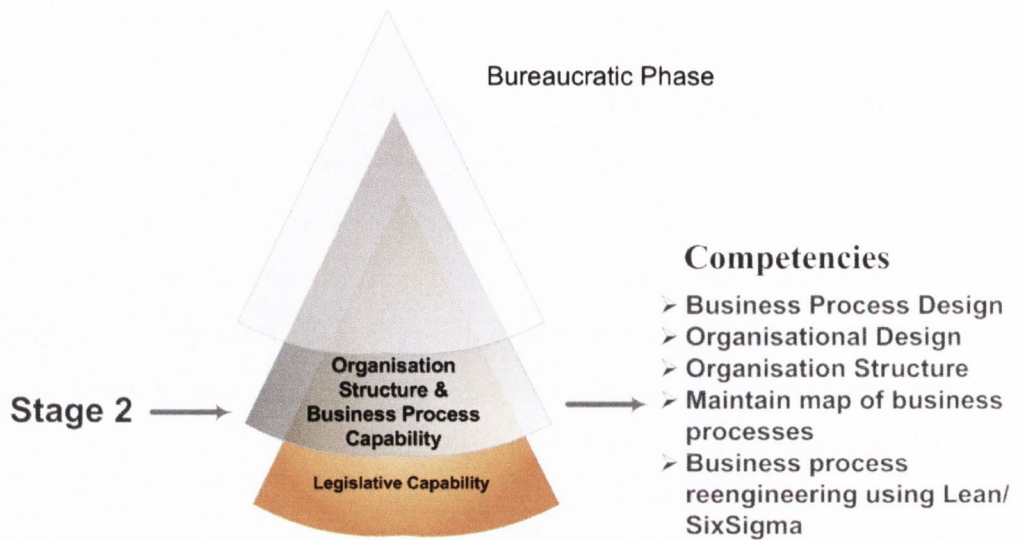 Bureaucratic Phase
Organisation
Structure &
Business Process
Capability
Legislative Capability
Stage 2
Competencies
➢ Business Process Design
➢ Organisational Design
➢ Organisation Structure
➢ Maintain map of business
processes
➢ Business process
reengineering using Lean/
SixSigma